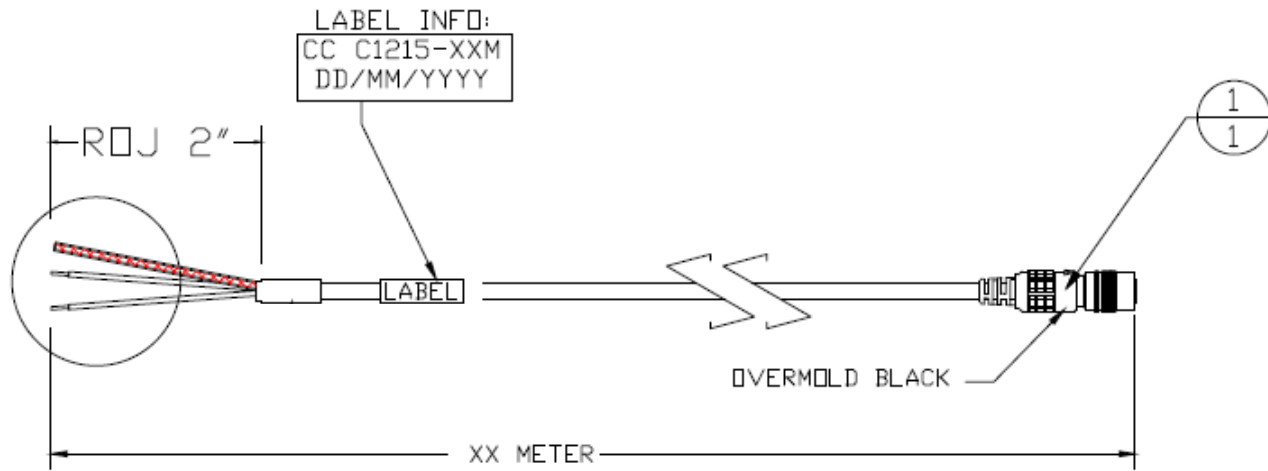 LABEL INFO:
CC C1215-XXM
DD/MM/YYYY
ROJ 2"
1
1
LABEL
OVERMOLD BLACK
XX METER